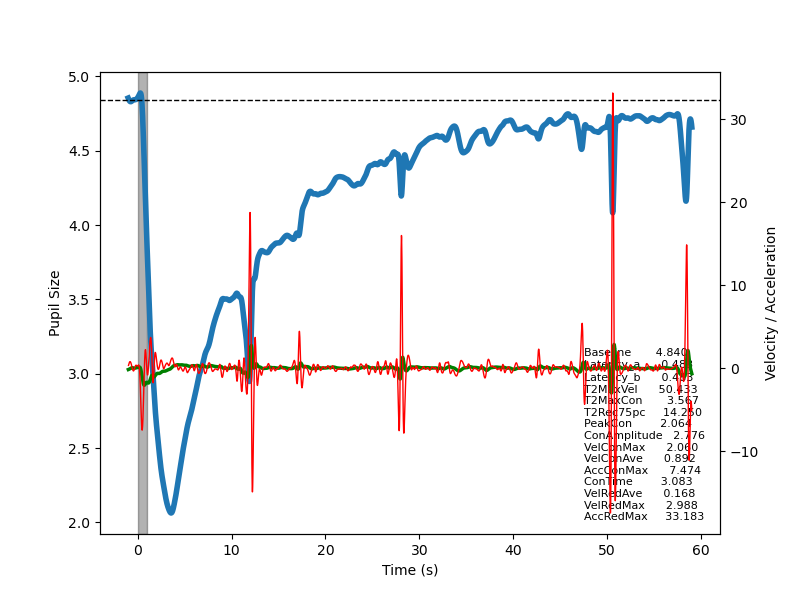 5.0
4.5
4.0
3.5
3.0
2.5
2.0
Pupil Size
0
10
20
30
40
50
60
Time (s)
30
20
10
0
−10
Velocity / Acceleration
Baseline 4.840
Latency_a
Latency_b
T2MaxVel 50.433
T2MaxCon 3.567
T2Rec75pc 14.250
PeakCon 2.064
ConAmplitude 2.776
VelConMax 2.060
VelConAve 0.892
AccConMax 7.474
ConTime 3.083
VelRedAve 0.168
VelRedMax 2.988
AccRedMax 33.183